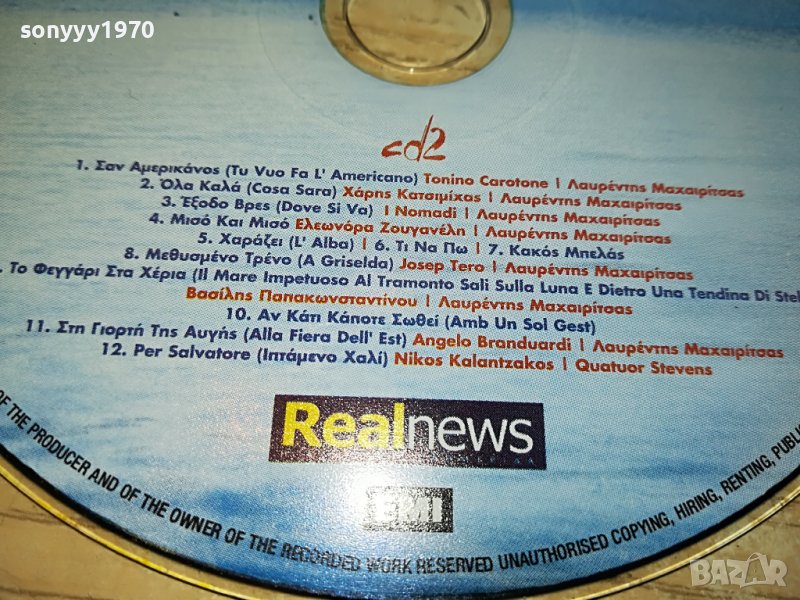 sonyyy1970
cd2
1. Σαν Αμερικάνος (Tu Vuo Fa L' Americano) Tonino Carotone | Λαυρέντης Μαχαιρίτσας
2. Όλα Καλά (Cosa Sara) Χάρης Κατσιμίχας | Λαυρέντης Μαχαιρίτσας
3. Έξοδο Βρες (Dove Si Va) | Nomadi | Λαυρέντης Μαχαιρίτσας
4. Μισό Και Μισό Ελεωνόρα Ζουγανέλη | Λαυρέντης Μαχαιρίτσας
5. Χαράζει (L' Alba) | 6. Τι Να Πω | 7. Κακός Μπελάς
8. Μεθυσμένο Τρένο (A Griselda) Josep Tero | Λαυρέντης Μαχαιρίτσας
. Το Φεγγάρι Στα Χέρια (Il Mare Impetuoso Al Tramonto Sali Sulla Luna E Dietro Una Tendina Di Stel
Βασίλης Παπακωνσταντίνου | Λαυρέντης Μαχαιρίτσας
10. Αν Κάτι Κάποτε Σωθεί (Amb Un Sol Gest)
11. Στη Γιορτή Της Αυγής (Alla Fiera Dell' Est) Angelo Branduardi | Λαυρέντης Μαχαιρίτσας
12. Per Salvatore (Ιπτάμενο Χαλί) Nikos Kalantzakos | Quatuor Stevens
Realnews
EMI
OF THE PRODUCER AND OF THE OWNER OF THE RECORDED WORK RESERVED UNAUTHORISED COPYING, HIRING, RENTING, PUBLI
BAZAR